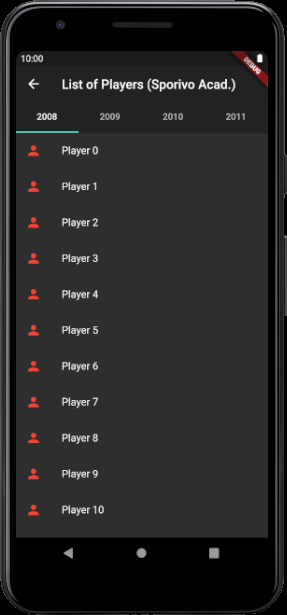 10:00
DEBUG
List of Players (Sporivo Acad.)
2008 2009 2010 2011
Player 0
Player 1
Player 2
Player 3
Player 4
Player 5
Player 6
Player 7
Player 8
Player 9
Player 10